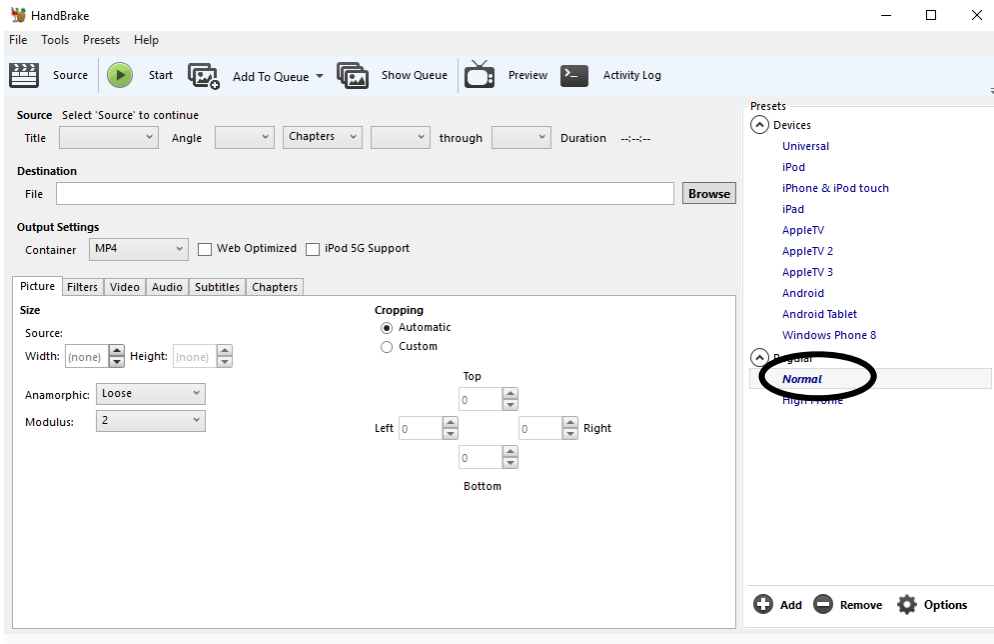 HandBrake
File Tools Presets Help
Source Start Add To Queue Show Queue Preview Activity Log
Source Select 'Source' to continue
Title Angle Chapters through Duration --:--:--
Destination
File Browse
Output Settings
Container MP4 Web Optimized iPod 5G Support
Picture Filters Video Audio Subtitles Chapters
Size
Source:
Width: (none) Height: (none)
Anamorphic: Loose
Modulus: 2
Cropping
Automatic
Custom
Top
0
Left 0 0 Right
0
Bottom
Presets
Devices
Universal
iPod
iPhone & iPod touch
iPad
AppleTV
AppleTV 2
AppleTV 3
Android
Android Tablet
Windows Phone 8
Regular
Normal
High Profile
Add Remove Options